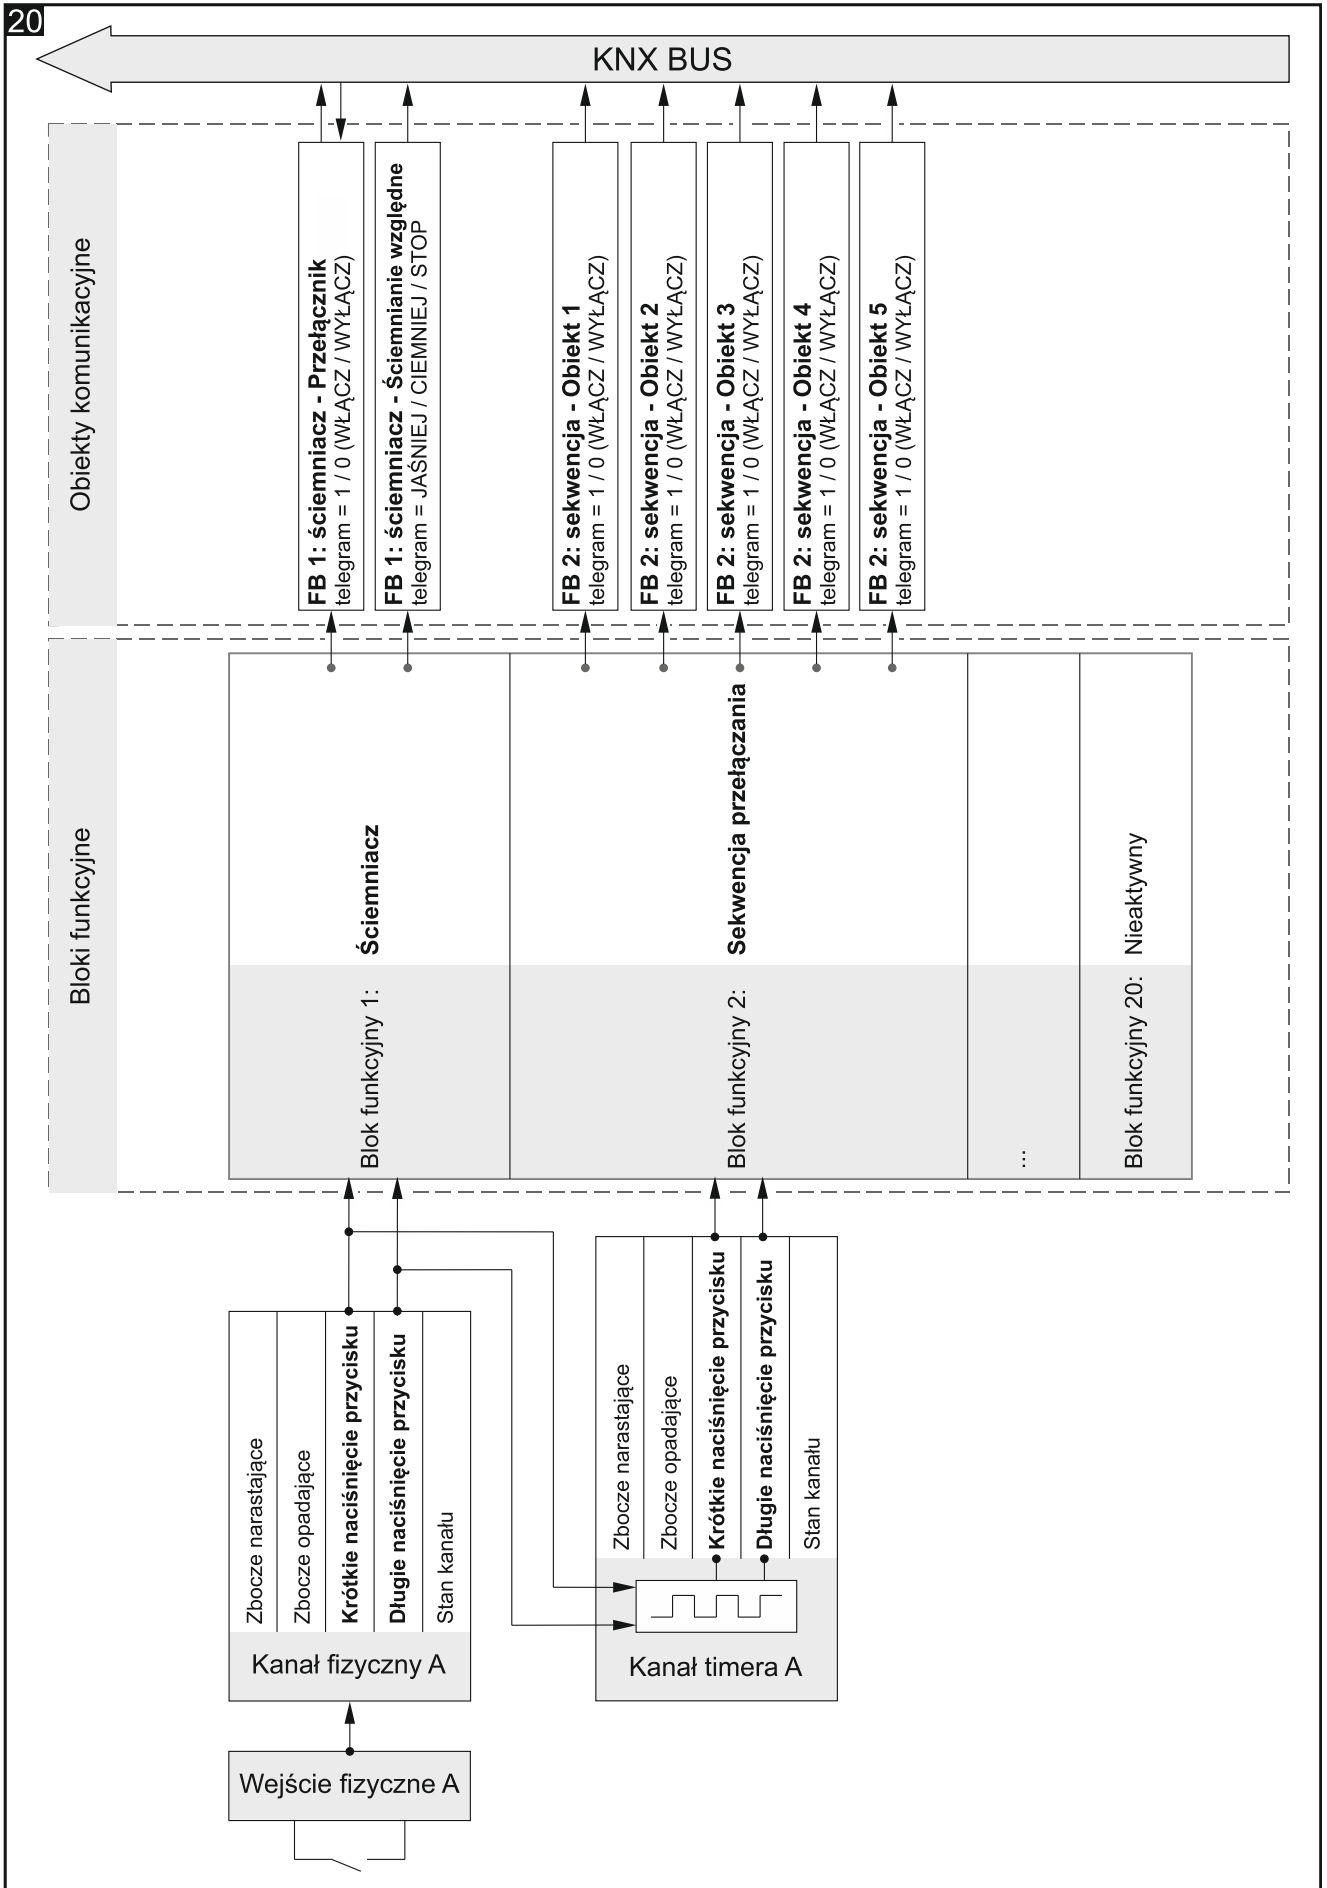 20
KNX BUS
Obiekty komunikacyjne
FB 1: ściemniacz - Przełącznik
telegram = 1 / 0 (WŁĄCZ / WYŁĄCZ)
FB 1: ściemniacz - Ściemnianie względne
telegram = JAŚNIEJ / CIEMNIEJ / STOP
FB 2: sekwencja - Obiekt 1
telegram = 1 / 0 (WŁĄCZ / WYŁĄCZ)
FB 2: sekwencja - Obiekt 2
telegram = 1 / 0 (WŁĄCZ / WYŁĄCZ)
FB 2: sekwencja - Obiekt 3
telegram = 1 / 0 (WŁĄCZ / WYŁĄCZ)
FB 2: sekwencja - Obiekt 4
telegram = 1 / 0 (WŁĄCZ / WYŁĄCZ)
FB 2: sekwencja - Obiekt 5
telegram = 1 / 0 (WŁĄCZ / WYŁĄCZ)
Bloki funkcyjne
Blok funkcyjny 1: Ściemniacz
Blok funkcyjny 2: Sekwencja przełączania
...
Blok funkcyjny 20: Nieaktywny
Zbocze narastające
Zbocze opadające
Krótkie naciśnięcie przycisku
Długie naciśnięcie przycisku
Stan kanału
Kanał fizyczny A
Zbocze narastające
Zbocze opadające
Krótkie naciśnięcie przycisku
Długie naciśnięcie przycisku
Stan kanału
Kanał timera A
Wejście fizyczne A